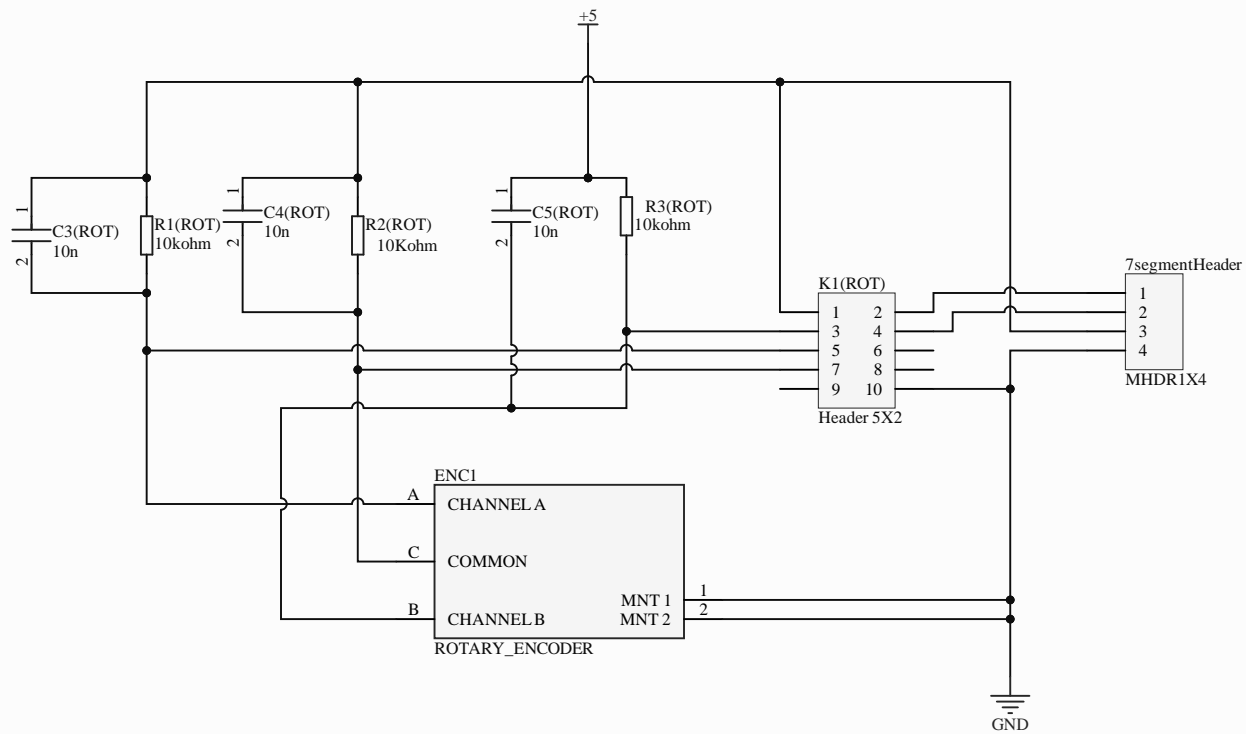 +5
1
C3(ROT)
10n
2
R1(ROT)
10kohm
1
C4(ROT)
10n
2
R2(ROT)
10Kohm
1
C5(ROT)
10n
2
R3(ROT)
10kohm
K1(ROT)
1 2
3 4
5 6
7 8
9 10
Header 5X2
7segmentHeader
1
2
3
4
MHDR1X4
ENC1
A CHANNEL A
C COMMON
B CHANNEL B
MNT 1 1
MNT 2 2
ROTARY_ENCODER
GND